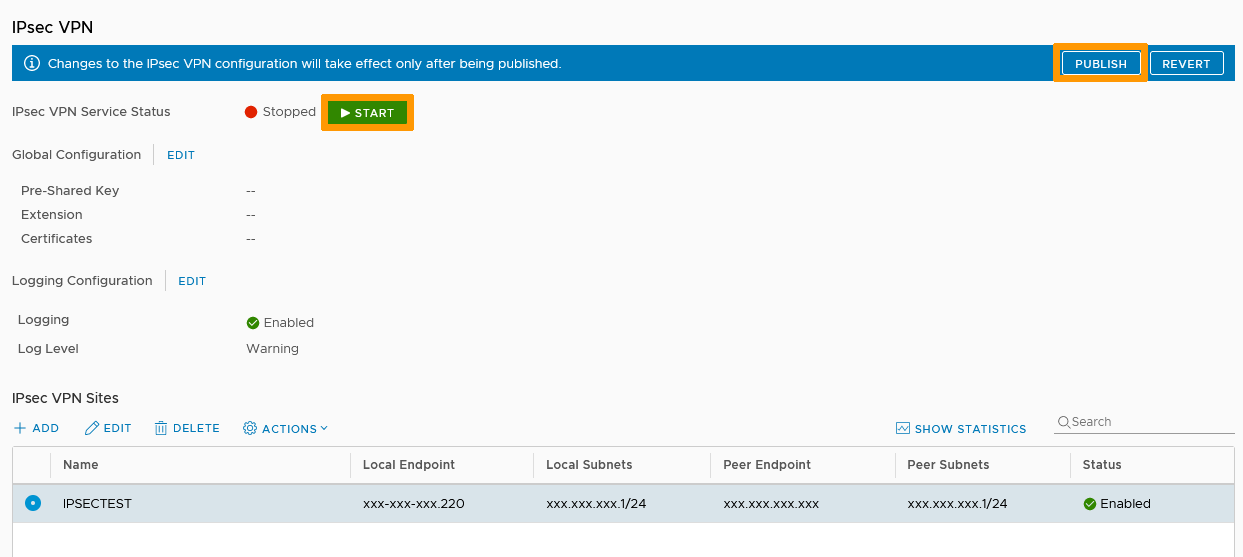 IPsec VPN
Changes to the IPsec VPN configuration will take effect only after being published. PUBLISH REVERT
IPsec VPN Service Status Stopped START
Global Configuration EDIT
Pre-Shared Key --
Extension --
Certificates --
Logging Configuration EDIT
Logging Enabled
Log Level Warning
IPsec VPN Sites
ADD EDIT DELETE ACTIONS SHOW STATISTICS Search
Name Local Endpoint Local Subnets Peer Endpoint Peer Subnets Status
IPSECTEST xxx-xxx-xxx.220 xxx.xxx.xxx.1/24 xxx.xxx.xxx.xxx xxx.xxx.xxx.1/24 Enabled